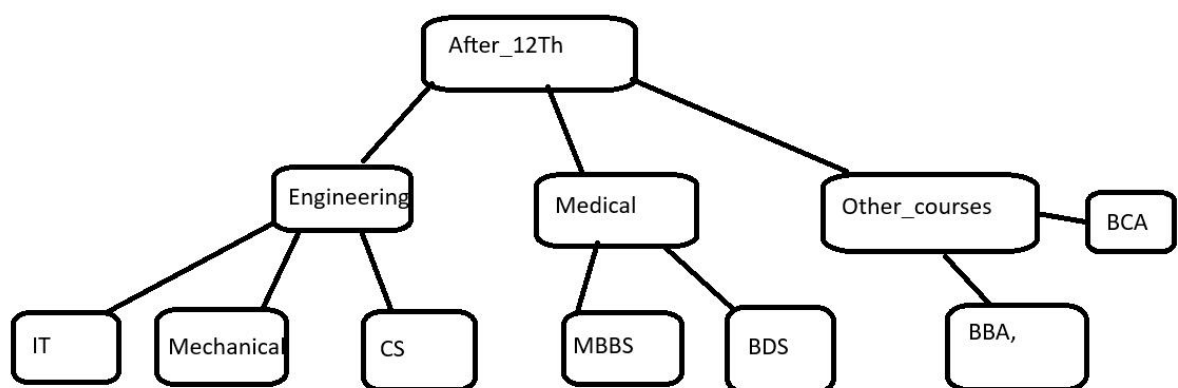 After_12Th
Engineering
Medical
Other_courses
BCA
IT
Mechanical
CS
MBBS
BDS
BBA,